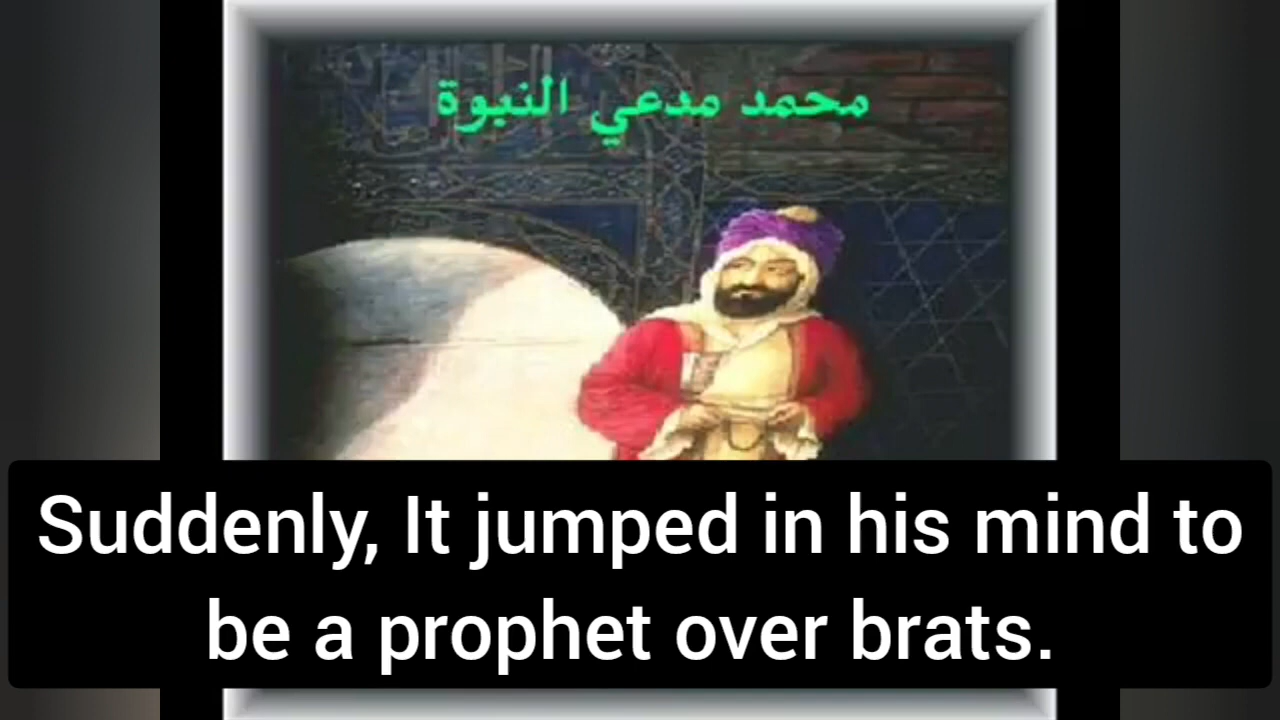 محمد مدعي النبوة
Suddenly, It jumped in his mind to
be a prophet over brats.